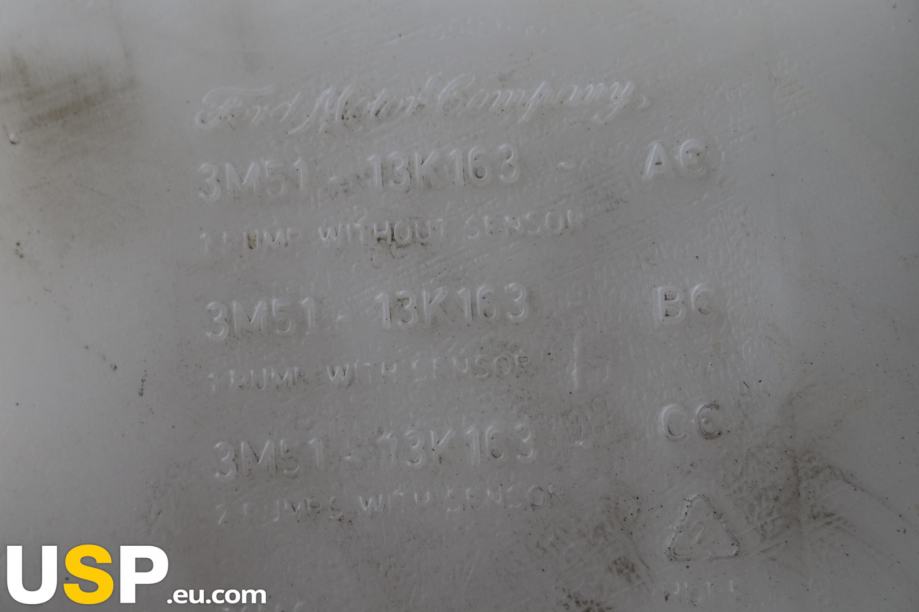 Ford Motor Company
3M51 - 13K163 - AC
1 PUMP WITHOUT SENSOR
3M51 - 13K163 BC
1 PUMP WITH SENSOR
3M51 - 13K163 - CC
2 PUMPS WITH SENSOR
USP.eu.com